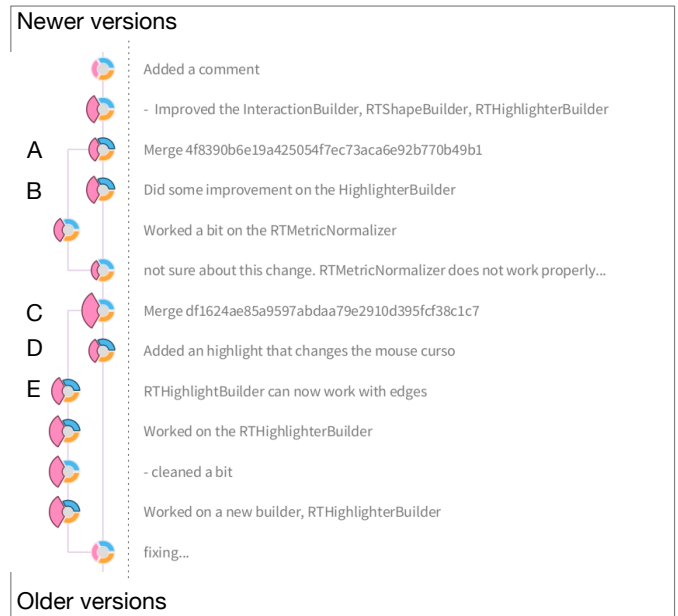 Newer versions
Added a comment
- Improved the InteractionBuilder, RTShapeBuilder, RTHighlighterBuilder
A Merge 4f8390b6e19a425054f7ec73aca6e92b770b49b1
B Did some improvement on the HighlighterBuilder
Worked a bit on the RTMetricNormalizer
not sure about this change. RTMetricNormalizer does not work properly...
C Merge df1624ae85a9597abdaa79e2910d395fcf38c1c7
D Added an highlight that changes the mouse curso
E RTHighlightBuilder can now work with edges
Worked on the RTHighlighterBuilder
- cleaned a bit
Worked on a new builder, RTHighlighterBuilder
fixing...
Older versions